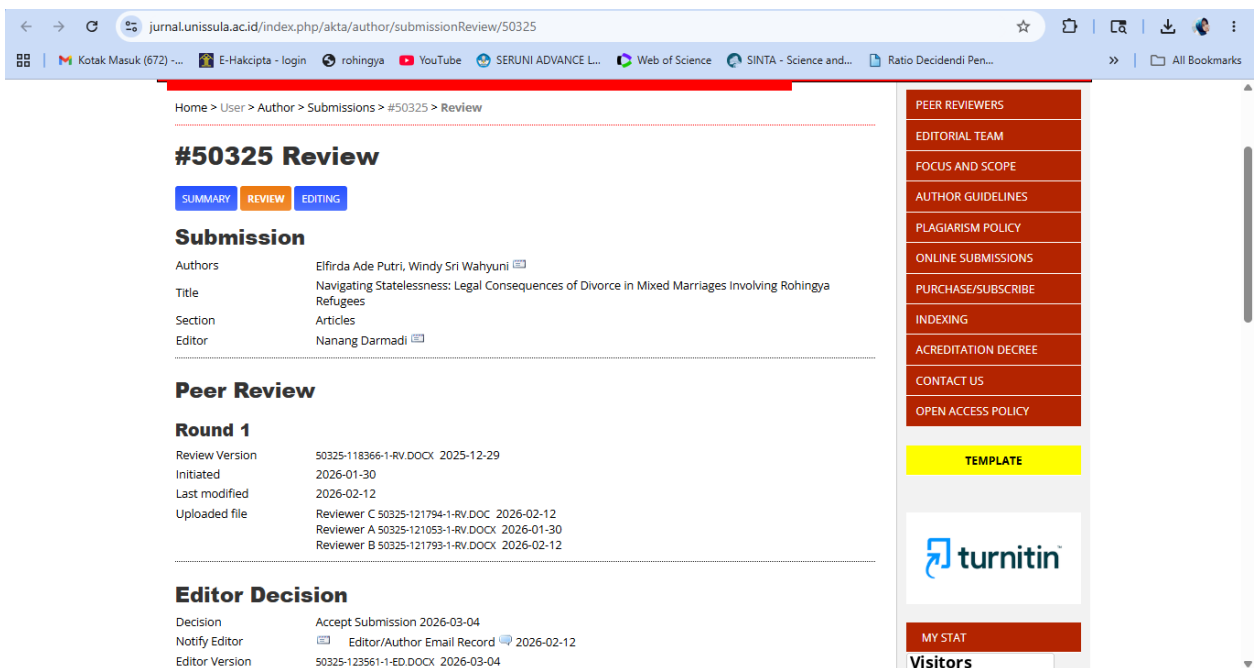 jurnal.unissula.ac.id/index.php/akta/author/submissionReview/50325
Kotak Masuk (672) -... E-Hakcipta - login rohingya YouTube SERUNI ADVANCE L... Web of Science SINTA - Science and... Ratio Decidendi Pen... » All Bookmarks
Home > User > Author > Submissions > #50325 > Review
#50325 Review
SUMMARY REVIEW EDITING
Submission
Authors Elfirda Ade Putri, Windy Sri Wahyuni
Title Navigating Statelessness: Legal Consequences of Divorce in Mixed Marriages Involving Rohingya
Refugees
Section Articles
Editor Nanang Darmadi
Peer Review
Round 1
Review Version 50325-118366-1-RV.DOCX 2025-12-29
Initiated 2026-01-30
Last modified 2026-02-12
Uploaded file Reviewer C 50325-121794-1-RV.DOC 2026-02-12
Reviewer A 50325-121053-1-RV.DOCX 2026-01-30
Reviewer B 50325-121793-1-RV.DOCX 2026-02-12
Editor Decision
Decision Accept Submission 2026-03-04
Notify Editor Editor/Author Email Record 2026-02-12
Editor Version 50325-123561-1-ED.DOCX 2026-03-04
PEER REVIEWERS
EDITORIAL TEAM
FOCUS AND SCOPE
AUTHOR GUIDELINES
PLAGIARISM POLICY
ONLINE SUBMISSIONS
PURCHASE/SUBSCRIBE
INDEXING
ACREDITATION DECREE
CONTACT US
OPEN ACCESS POLICY
TEMPLATE
turnitin
MY STAT
Visitors